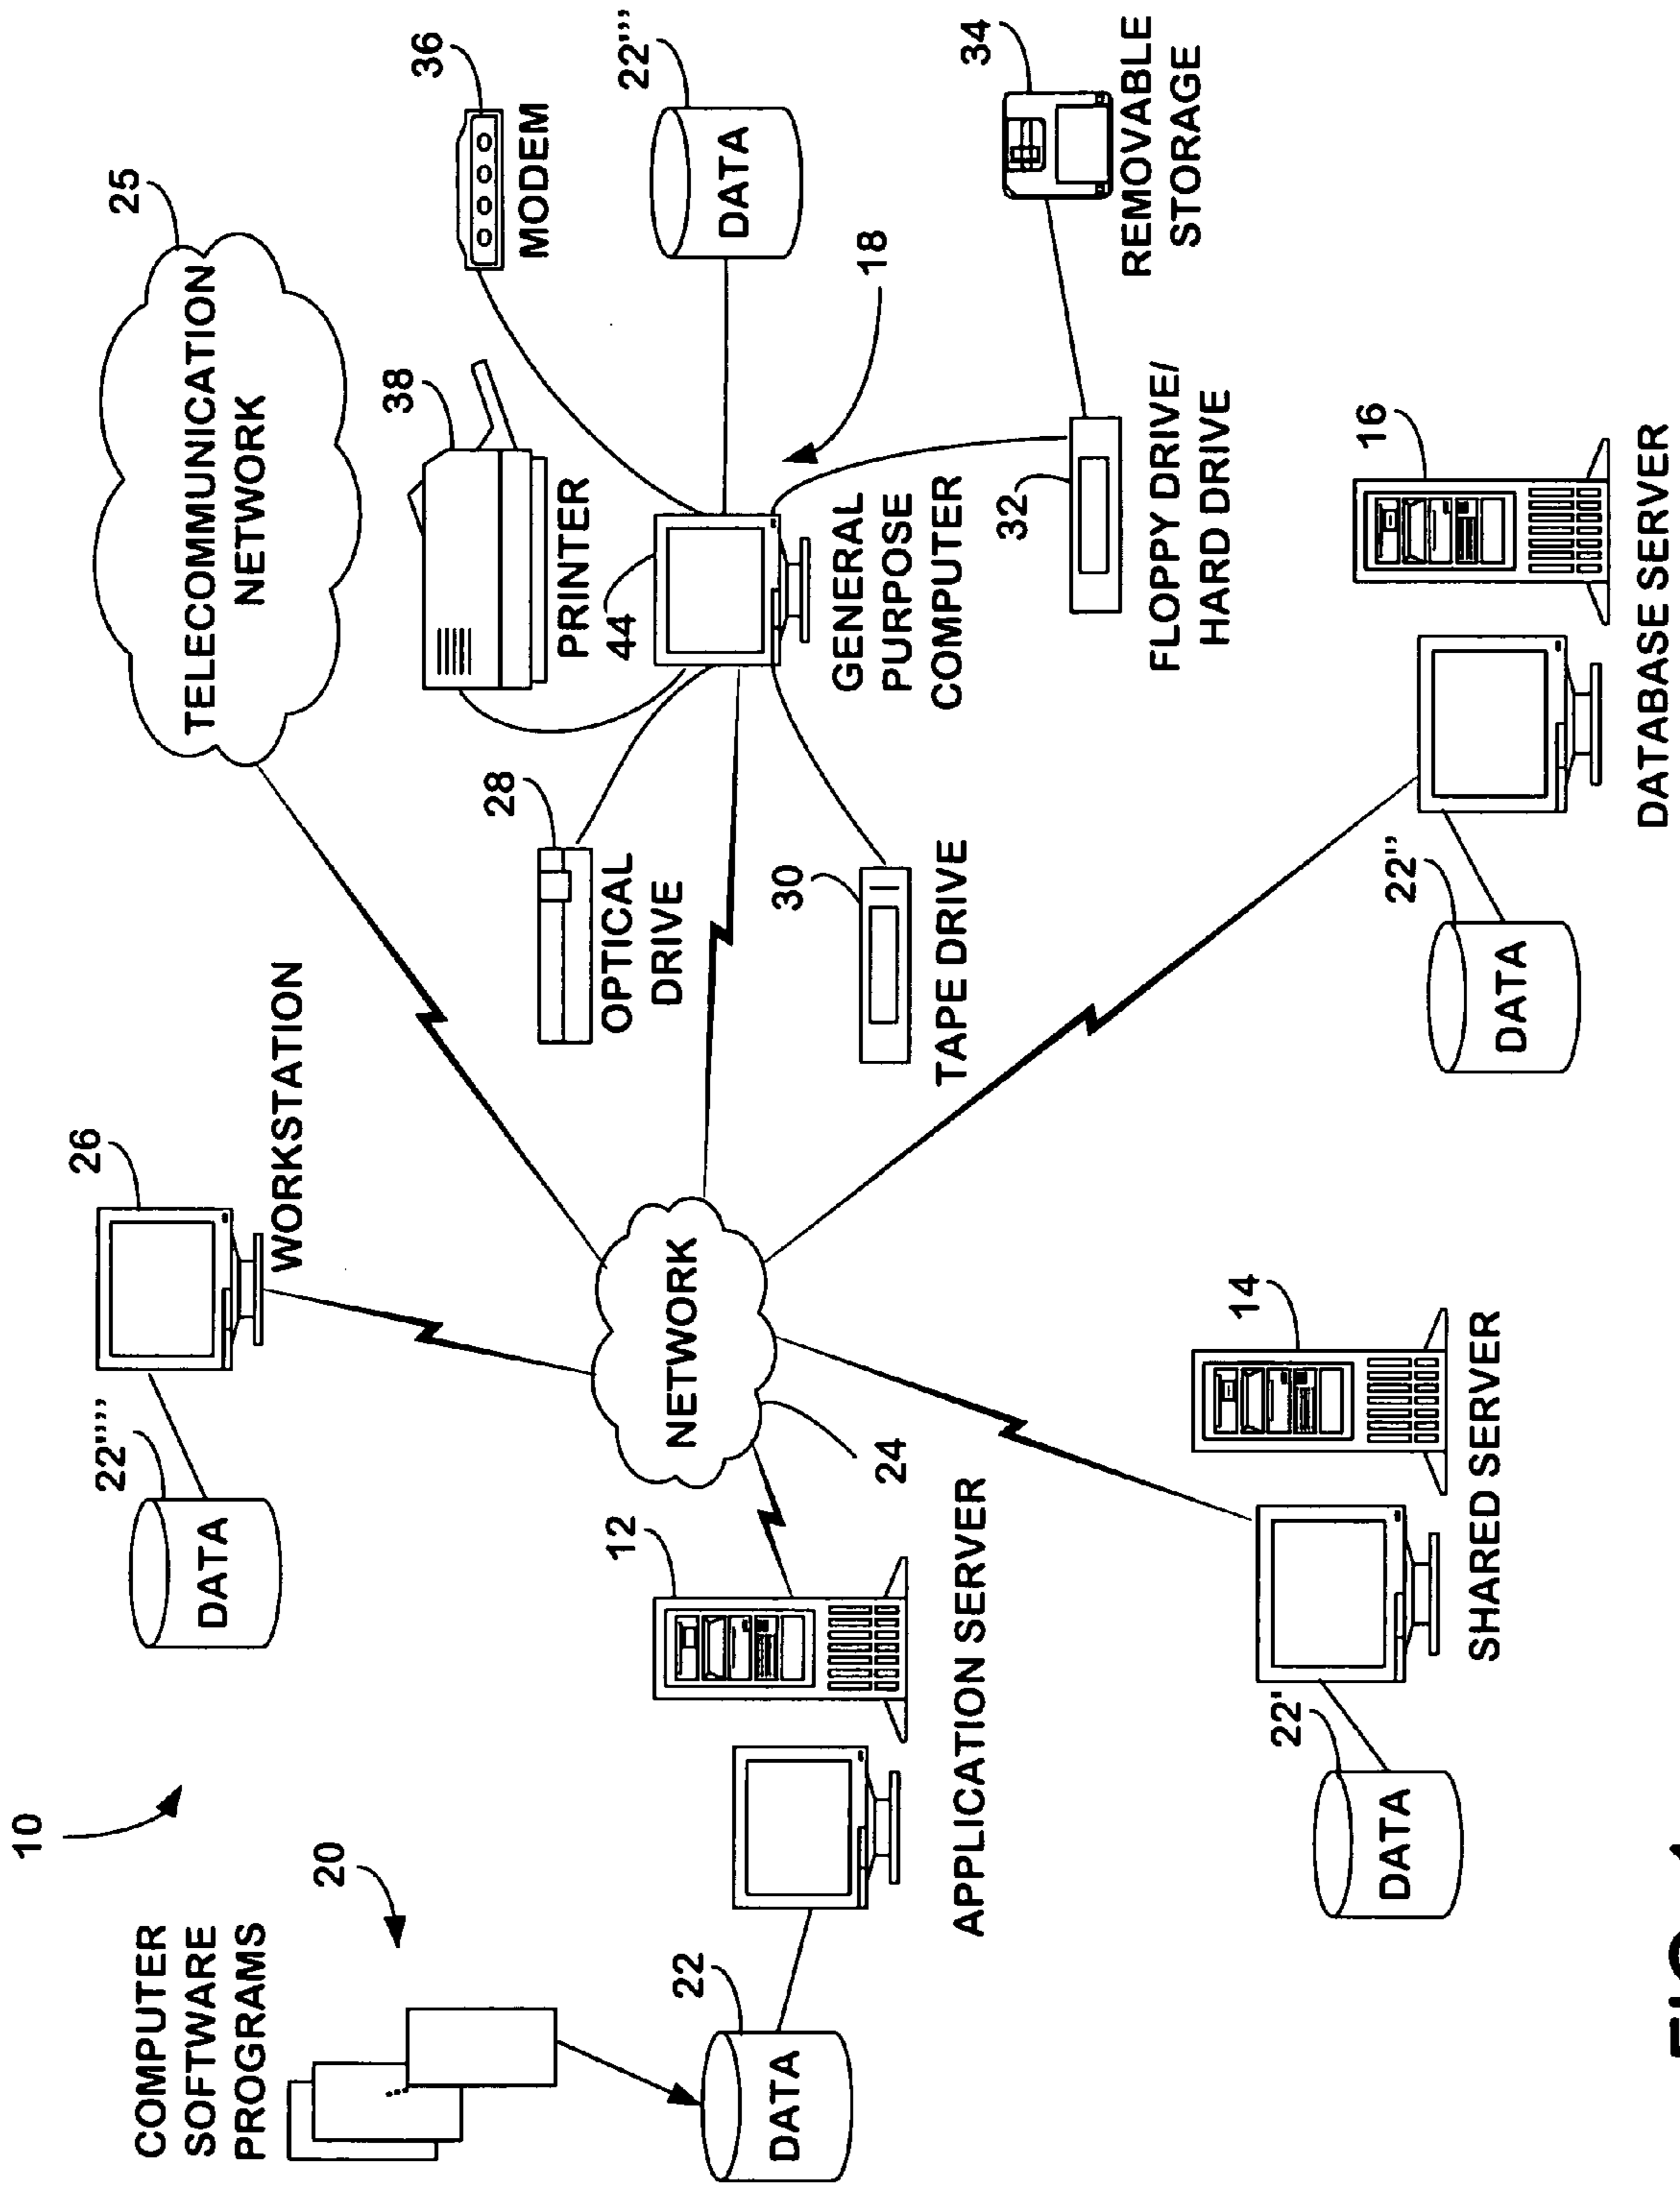 10
COMPUTER
SOFTWARE
PROGRAMS
20
22
DATA
22''''
DATA
26
WORKSTATION
25
TELECOMMUNICATION
NETWORK
12
APPLICATION SERVER
NETWORK
24
28
OPTICAL
DRIVE
38
PRINTER
36
MODEM
44
22'''
DATA
GENERAL
PURPOSE
COMPUTER
18
30
TAPE DRIVE
32
FLOPPY DRIVE/
HARD DRIVE
34
REMOVABLE
STORAGE
22'
DATA
14
SHARED SERVER
22''
DATA
16
DATABASE SERVER